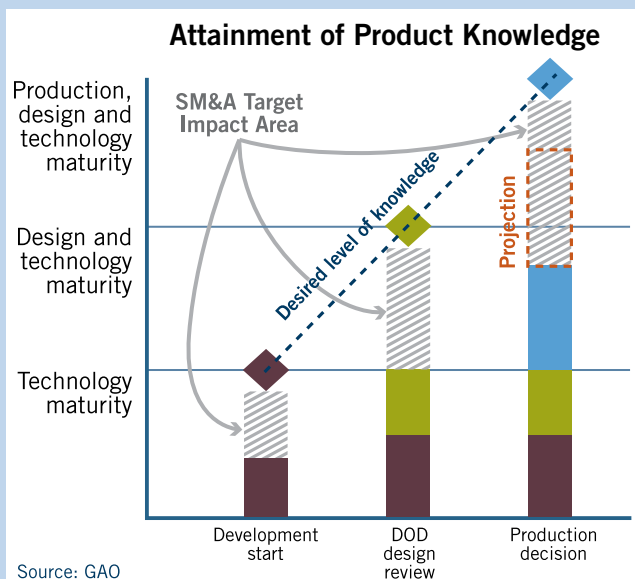 Attainment of Product Knowledge
Production,
design and
technology
maturity
SM&A Target
Impact Area
Desired level of knowledge
Projection
Design and
technology
maturity
Technology
maturity
Development
start
DOD
design
review
Production
decision
Source: GAO